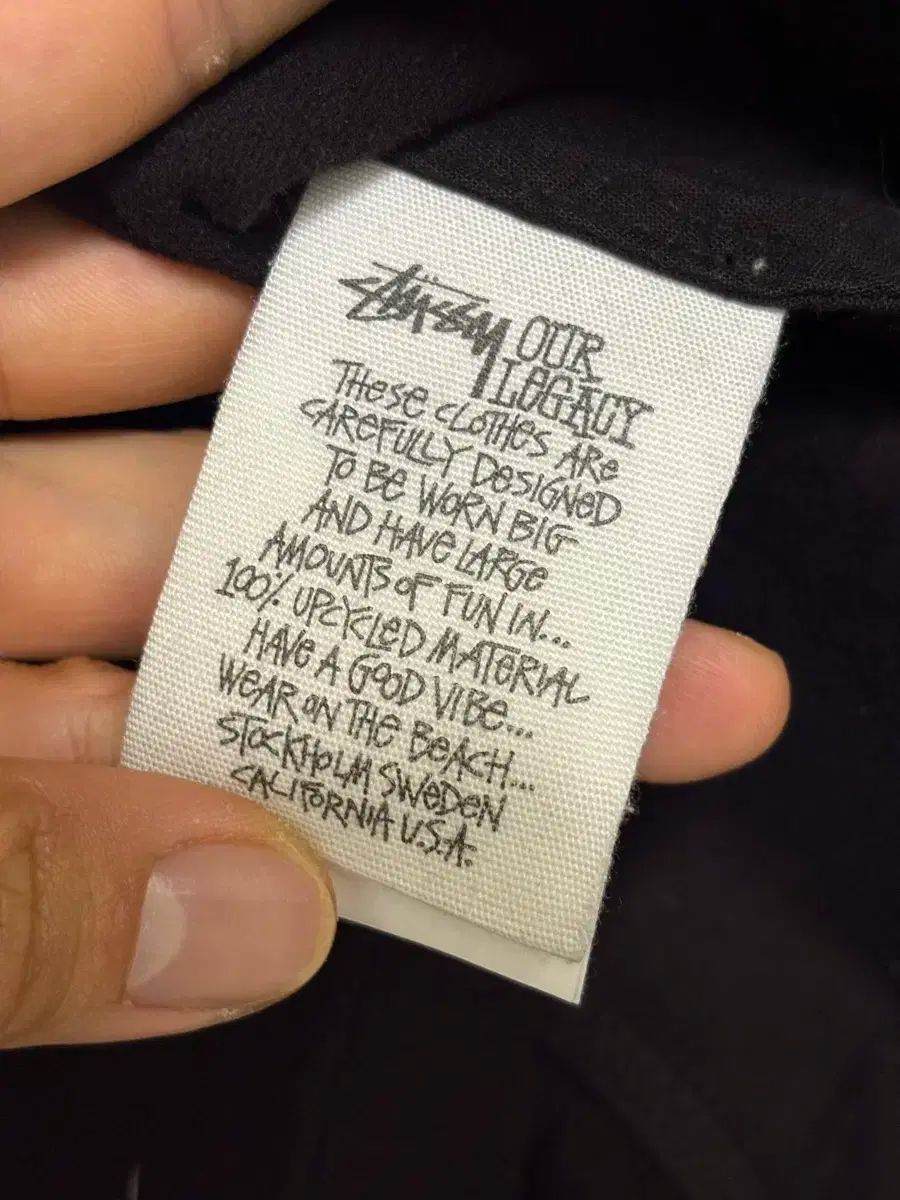 Stüssy OUR
LEGACY
THESE CLOTHES ARE
CAREFULLY DESIGNED
TO BE WORN BIG
AND HAVE LARGE
AMOUNTS OF FUN IN...
100% UPCYCLED MATERIAL
HAVE A GOOD VIBE...
WEAR ON THE BEACH...
STOCKHOLM SWEDEN
CALIFORNIA U.S.A.